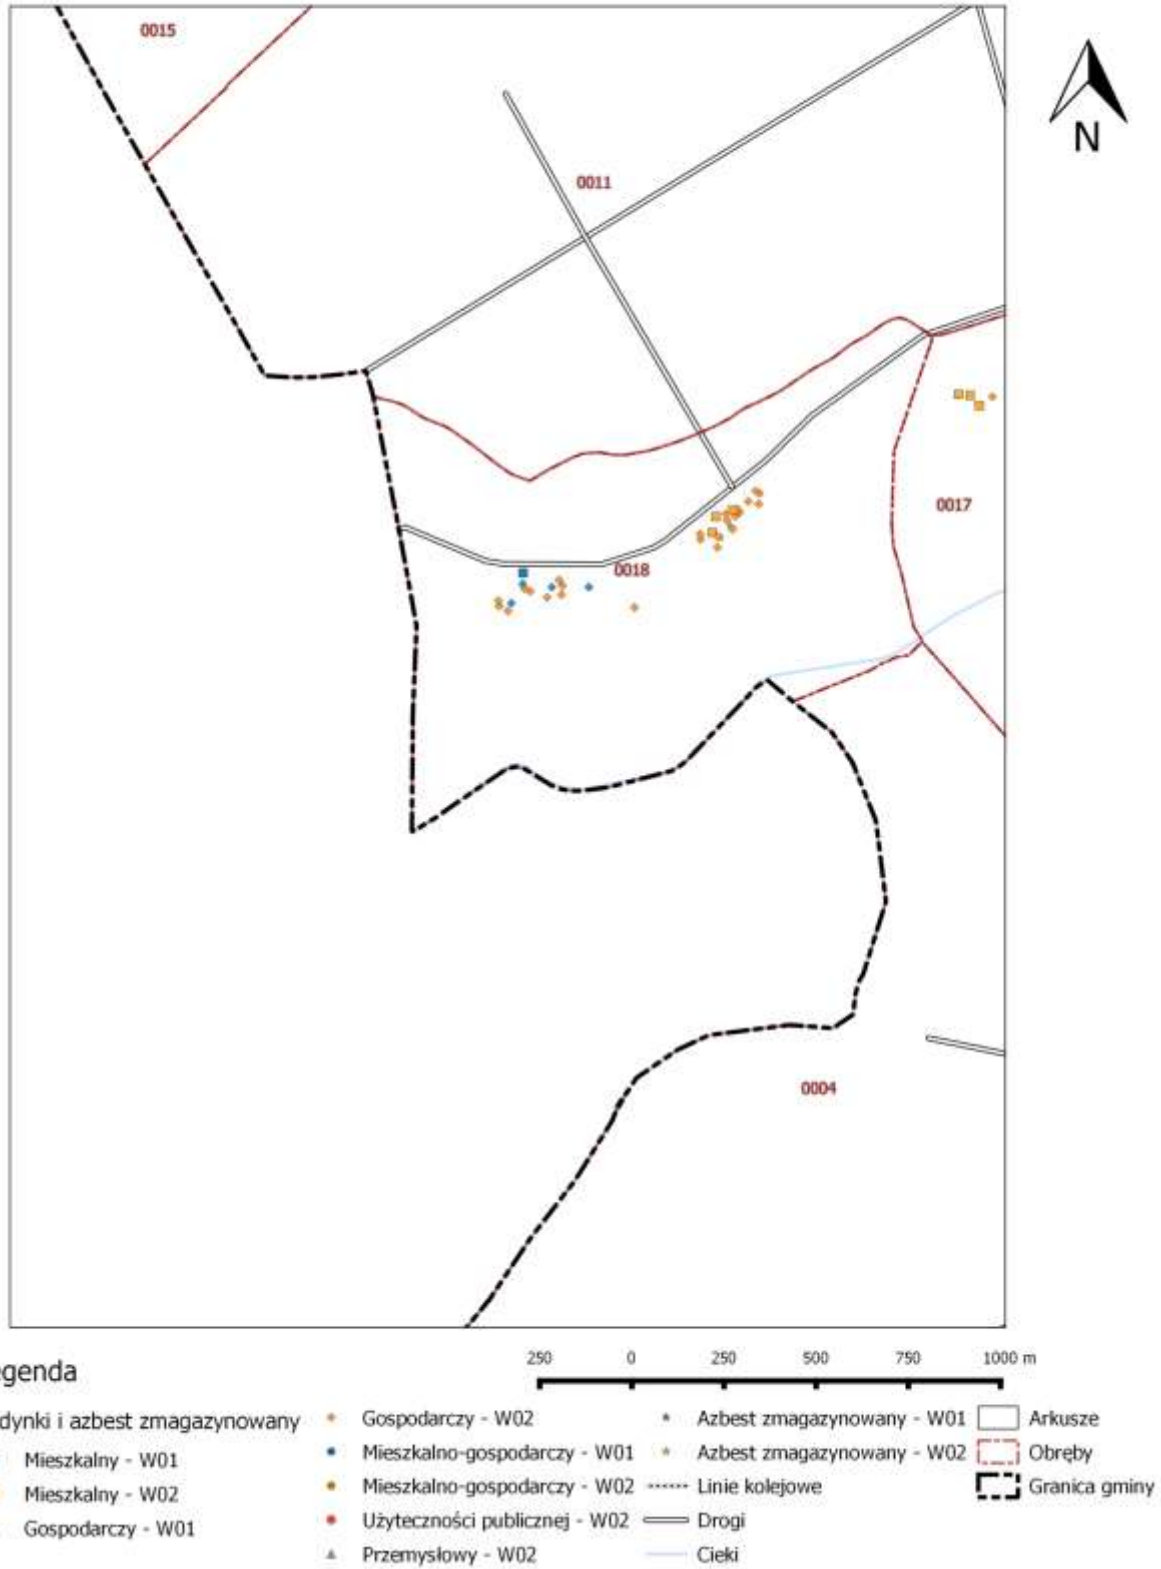 0015
N
0011
0017
0018
0004
egenda
250 0 250 500 750 1000 m
dynki i azbest zmagazynowany
Mieszkalny - W01
Mieszkalny - W02
Gospodarczy - W01
Gospodarczy - W02
Mieszkalno-gospodarczy - W01
Mieszkalno-gospodarczy - W02
Użyteczności publicznej - W02
Przemysłowy - W02
Azbest zmagazynowany - W01
Azbest zmagazynowany - W02
Linie kolejowe
Drogi
Cieki
Arkusze
Obręby
Granica gminy